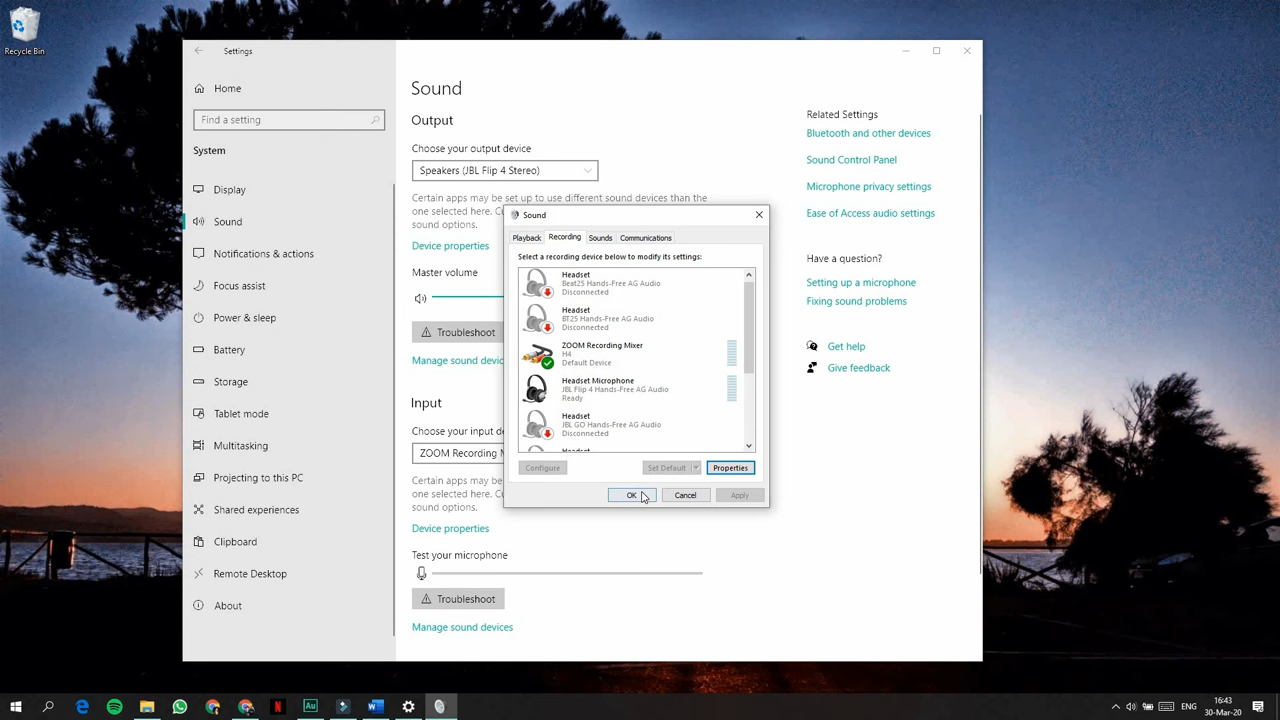 Recycle Bin
Settings
Home
Find a setting
System
Display
Sound
Notifications & actions
Focus assist
Power & sleep
Battery
Storage
Tablet mode
Multitasking
Projecting to this PC
Shared experiences
Clipboard
Remote Desktop
About
Sound
Output
Choose your output device
Speakers (JBL Flip 4 Stereo)
Certain apps may be set up to use different sound devices than the
one selected here. Cu
sound options.
Device properties
Master volume
Troubleshoot
Manage sound devic
Input
Choose your input de
ZOOM Recording M
Certain apps may be
one selected here. Cu
sound options.
Device properties
Test your microphone
Troubleshoot
Manage sound devices
Related Settings
Bluetooth and other devices
Sound Control Panel
Microphone privacy settings
Ease of Access audio settings
Have a question?
Setting up a microphone
Fixing sound problems
Get help
Give feedback
Sound
Playback Recording Sounds Communications
Select a recording device below to modify its settings:
Headset
Beat25 Hands-Free AG Audio
Disconnected
Headset
BT25 Hands-Free AG Audio
Disconnected
ZOOM Recording Mixer
H4
Default Device
Headset Microphone
JBL Flip 4 Hands-Free AG Audio
Ready
Headset
JBL GO Hands-Free AG Audio
Disconnected
Headset
Configure Set Default Properties
OK Cancel Apply
Au
W
ENG
16:43
30-Mar-20